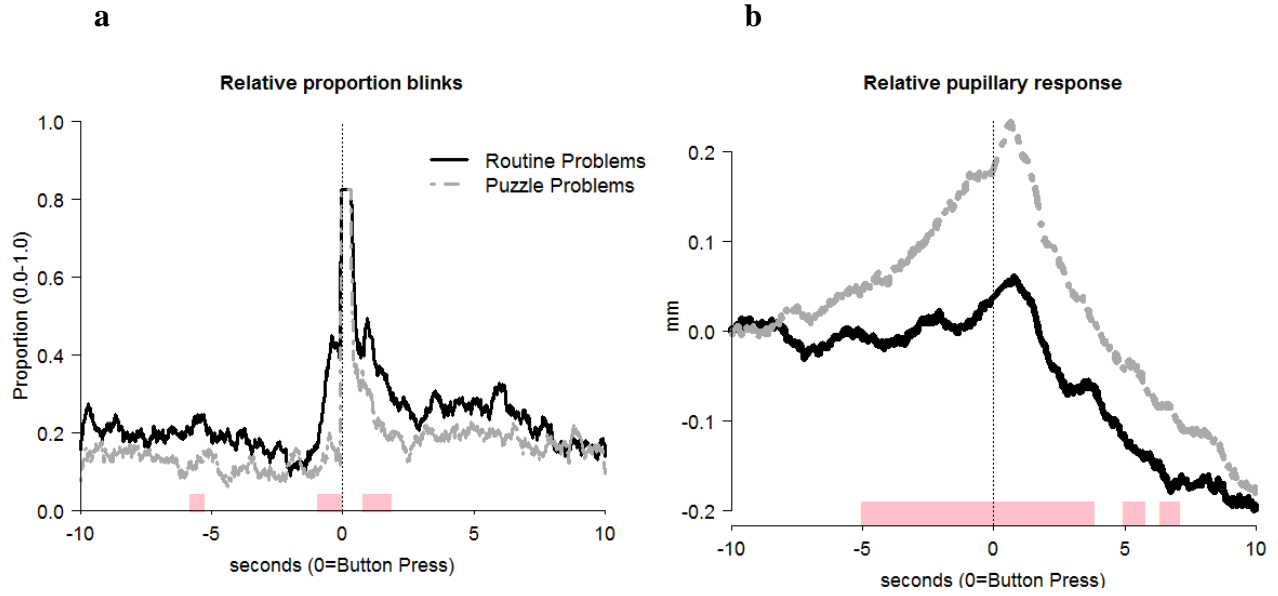 a
b
Relative proportion blinks
Relative pupillary response
Proportion (0.0-1.0)
1.0
0.8
0.6
0.4
0.2
0.0
Routine Problems
Puzzle Problems
-10
-5
0
5
10
seconds (0=Button Press)
mm
0.2
0.1
0.0
-0.1
-0.2
-10
-5
0
5
10
seconds (0=Button Press)